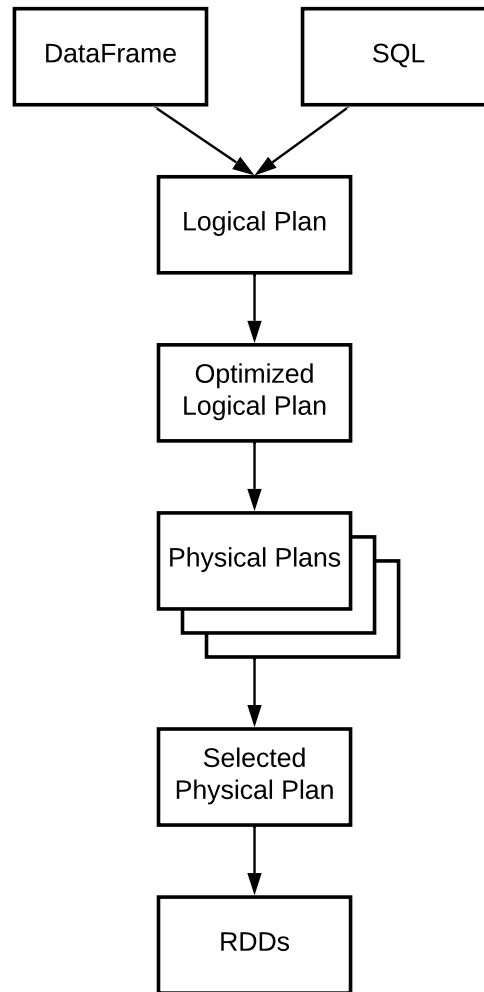 DataFrame
SQL
Logical Plan
Optimized
Logical Plan
Physical Plans
Selected
Physical Plan
RDDs